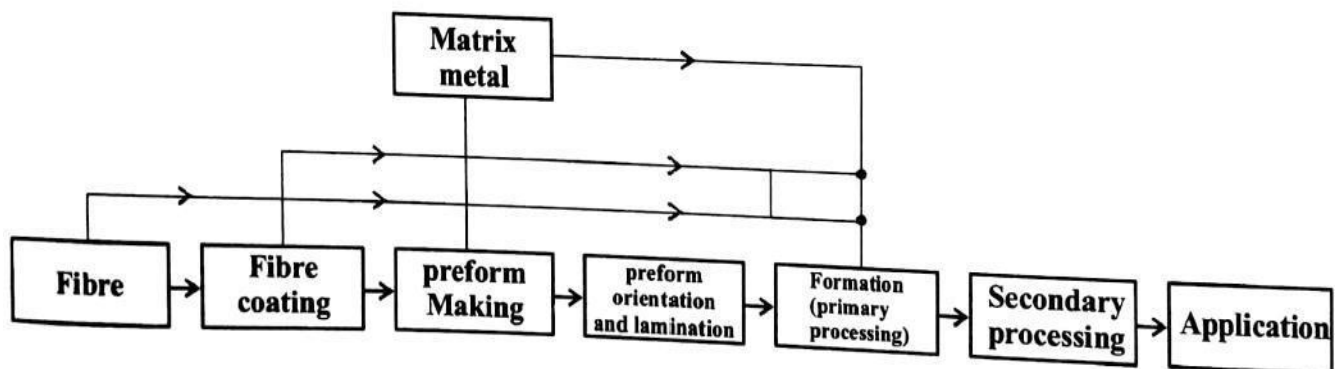 Matrix
metal
Fibre
Fibre
coating
preform
Making
preform
orientation
and lamination
Formation
(primary
processing)
Secondary
processing
Application